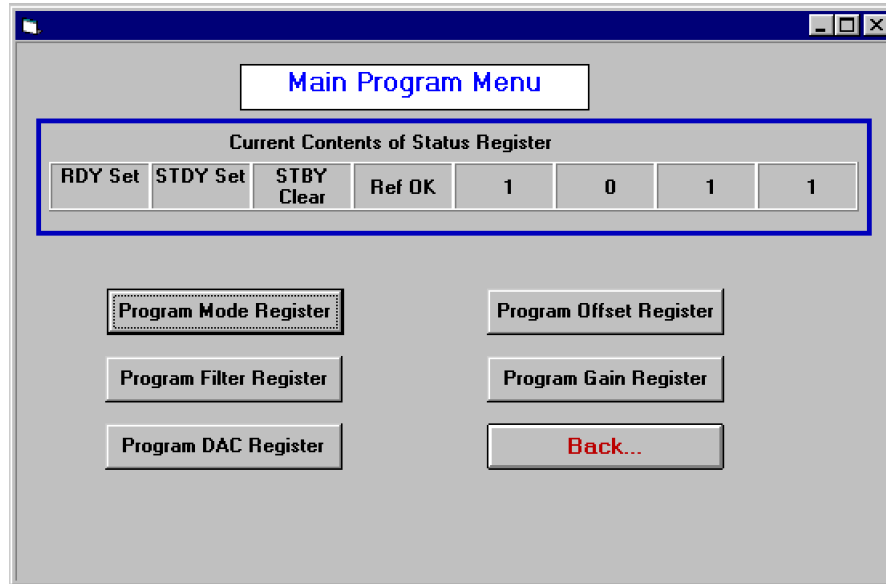 Main Program Menu
Current Contents of Status Register
RDY Set STDY Set STBY Clear Ref OK 1 0 1 1
Program Mode Register Program Offset Register
Program Filter Register Program Gain Register
Program DAC Register Back...